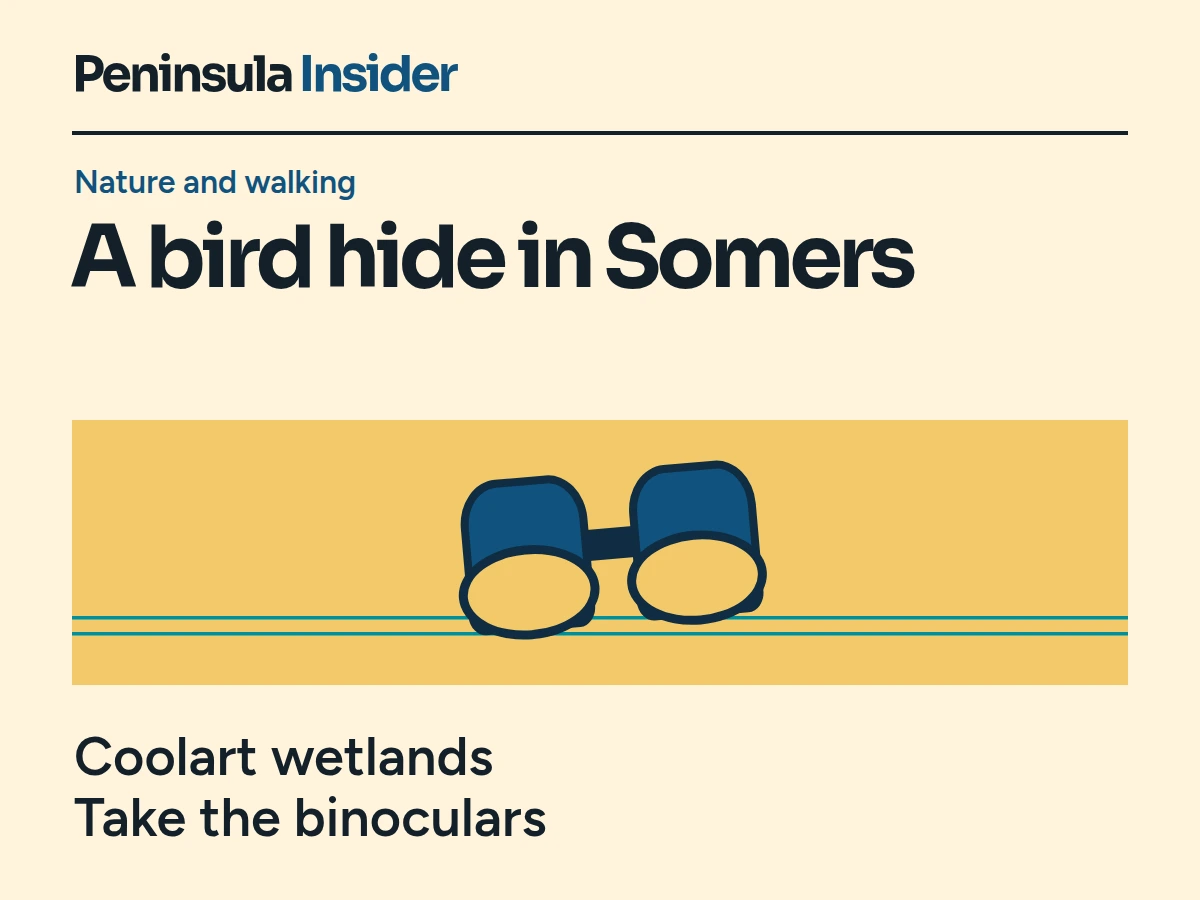 Peninsula Insider
Nature and walking
A bird hide in Somers
Coolart wetlands
Take the binoculars